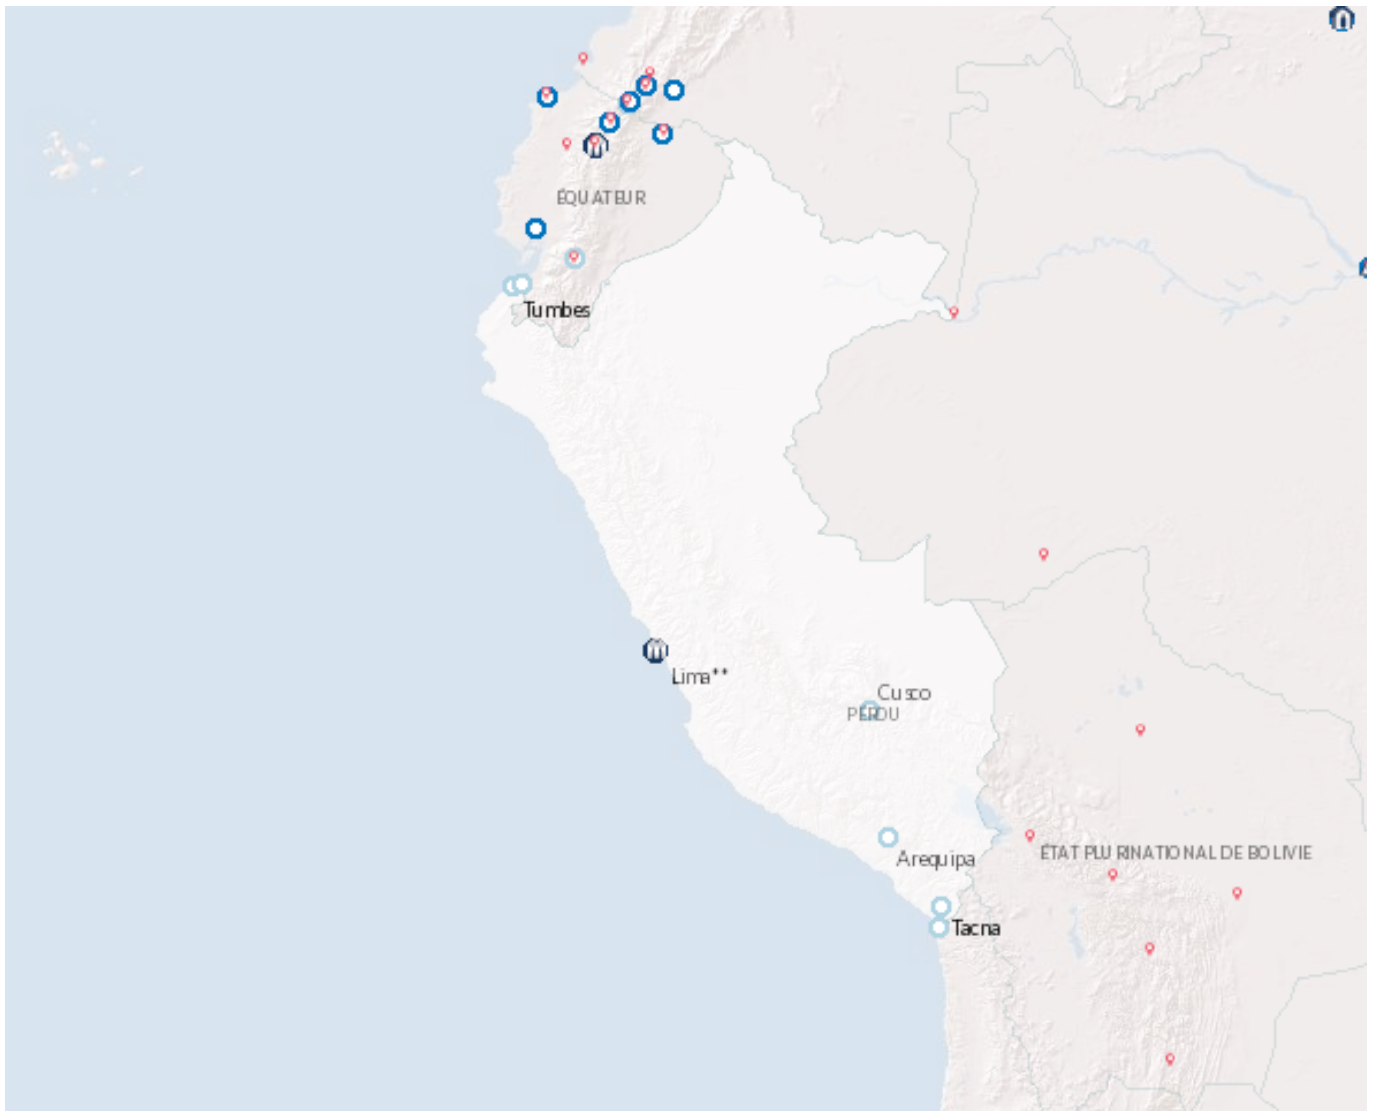 ÉQUATEUR
Tumbes
Lima**
Cusco
PÉROU
Arequipa
ÉTAT PLURINATIONAL DE BOLIVIE
Tacna